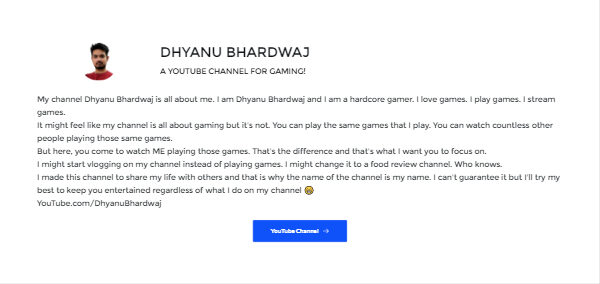 DHYANU BHARDWAJ
A YOUTUBE CHANNEL FOR GAMING!
My channel Dhyanu Bhardwaj is all about me. I am Dhyanu Bhardwaj and I am a hardcore gamer. I love games. I play games. I stream
games.
It might feel like my channel is all about gaming but it's not. You can play the same games that I play. You can watch countless other
people playing those same games.
But here, you come to watch ME playing those games. That's the difference and that's what I want you to focus on.
I might start vlogging on my channel instead of playing games. I might change it to a food review channel. Who knows.
I made this channel to share my life with others and that is why the name of the channel is my name. I can't guarantee it but I'll try my
best to keep you entertained regardless of what I do on my channel 😁
YouTube.com/DhyanuBhardwaj
YouTube Channel →